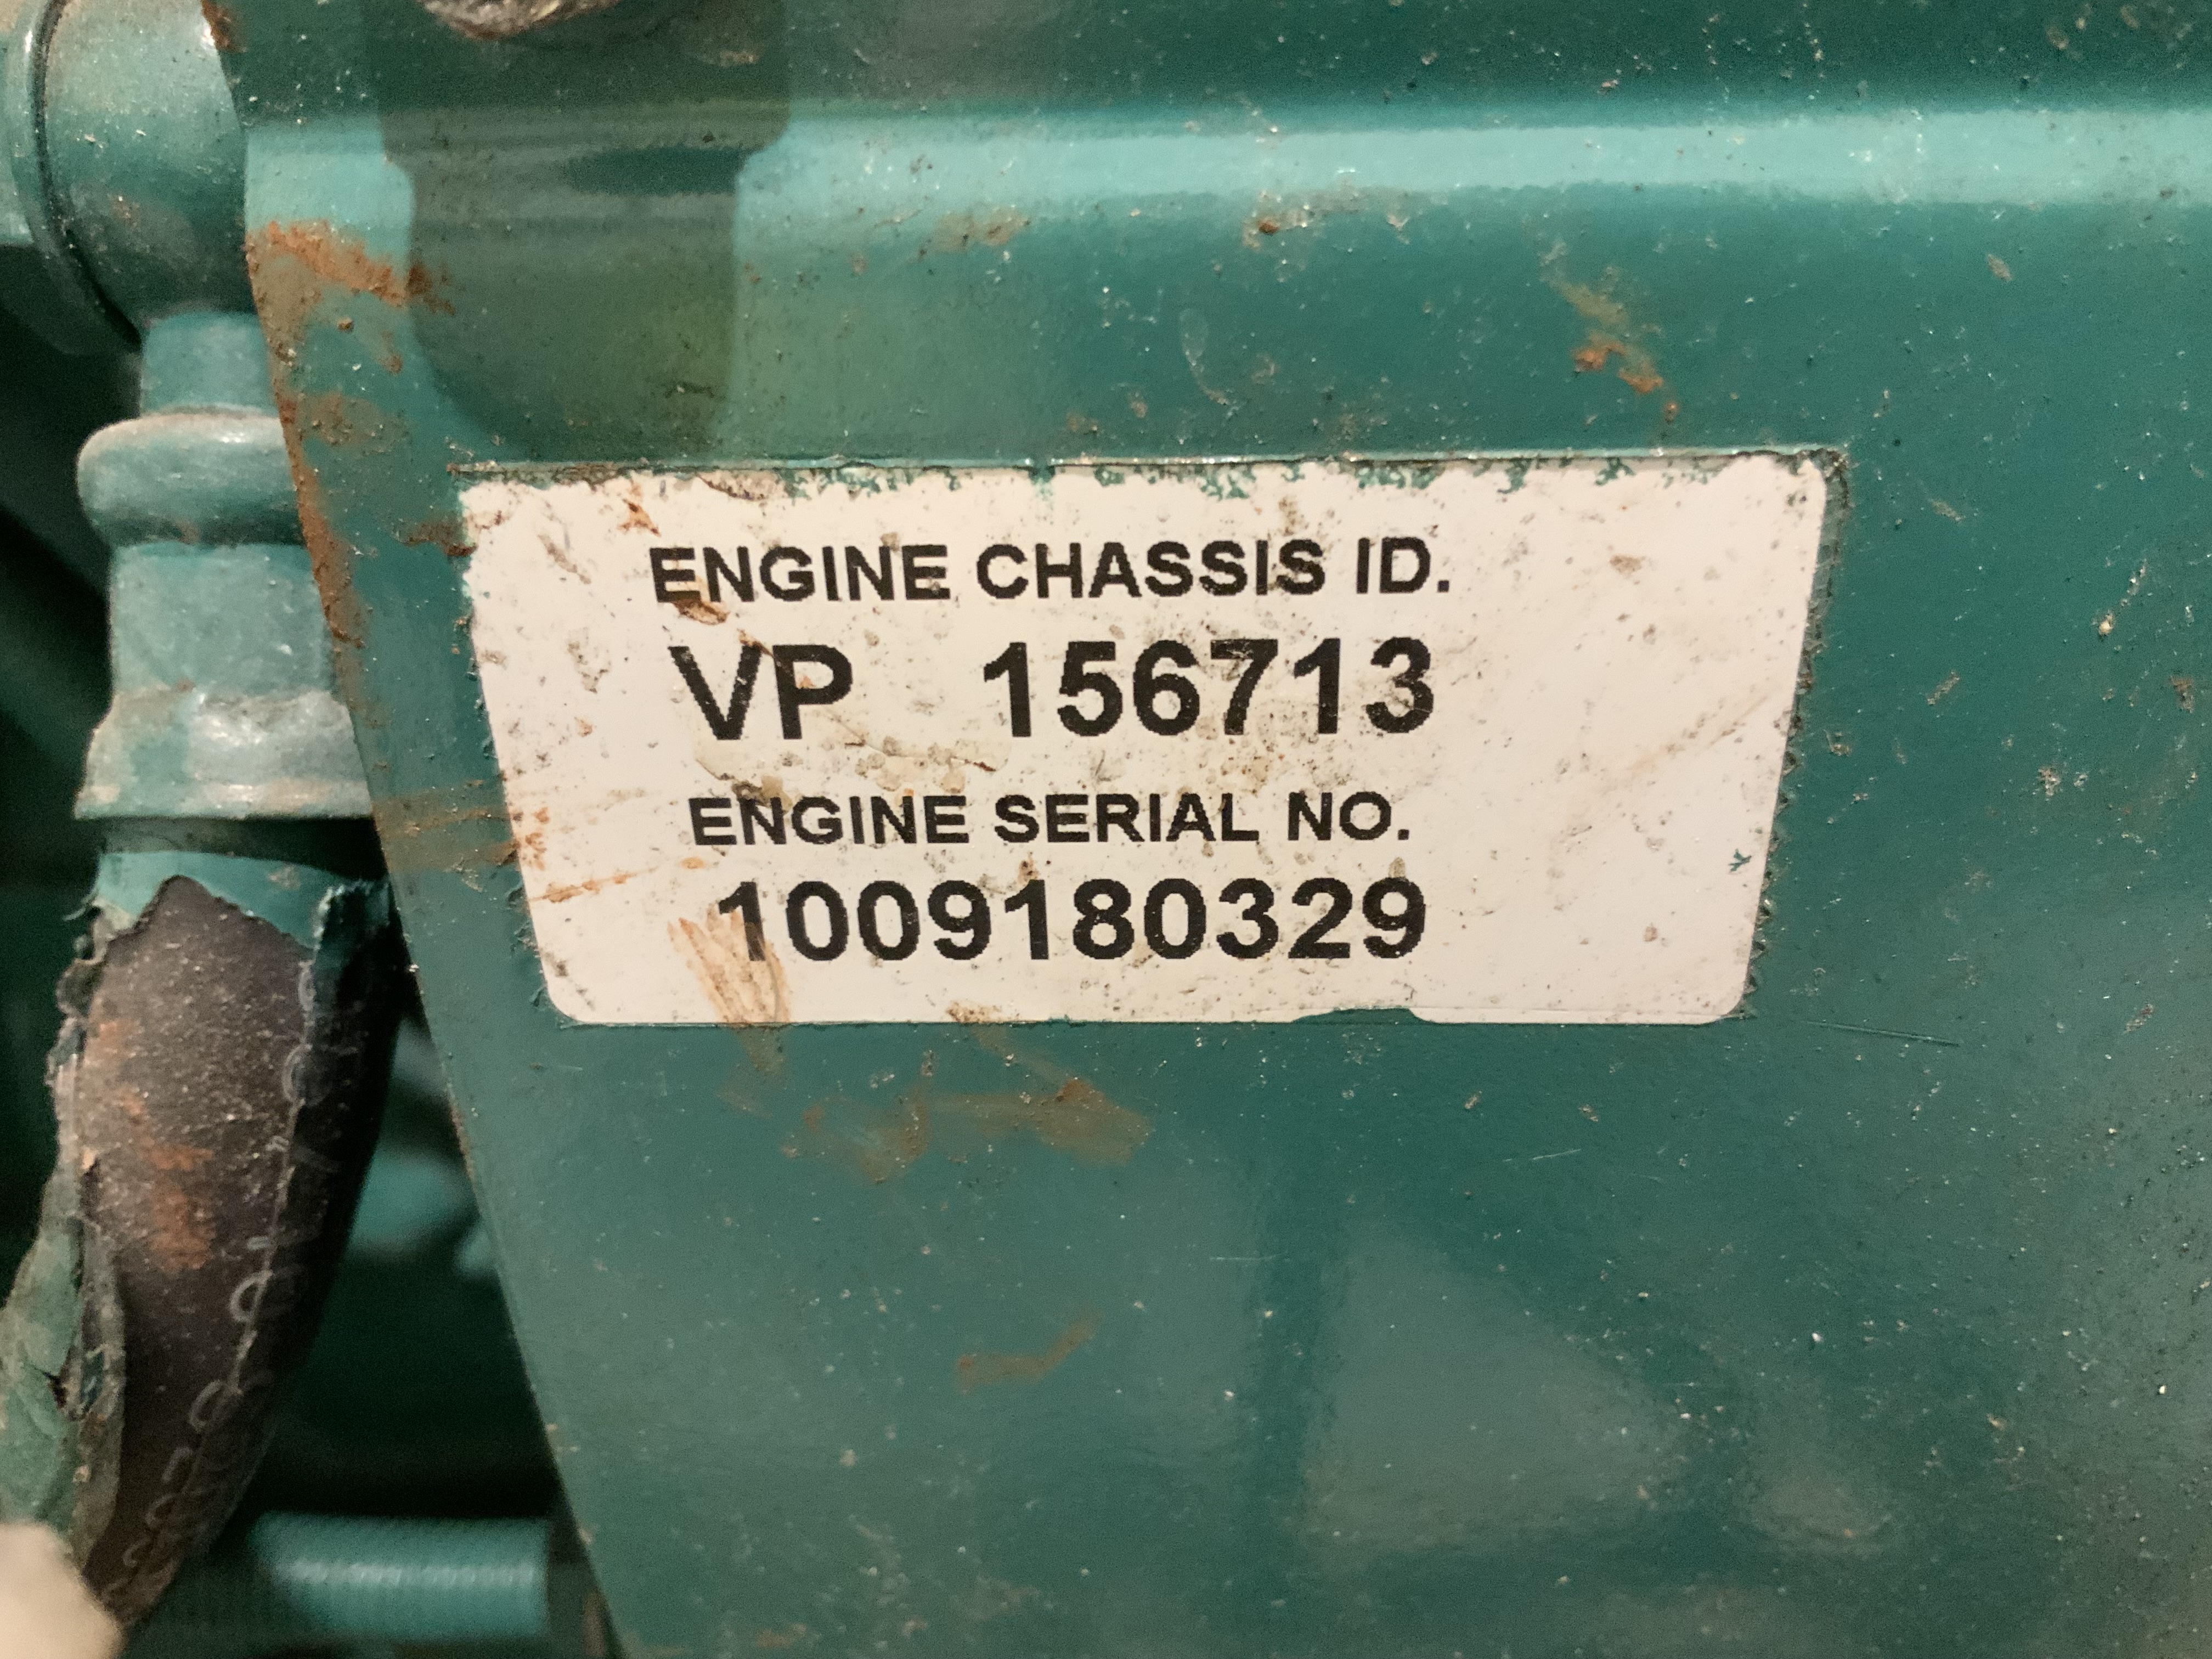 ENGINE CHASSIS ID.
VP 156713
ENGINE SERIAL NO.
1009180329